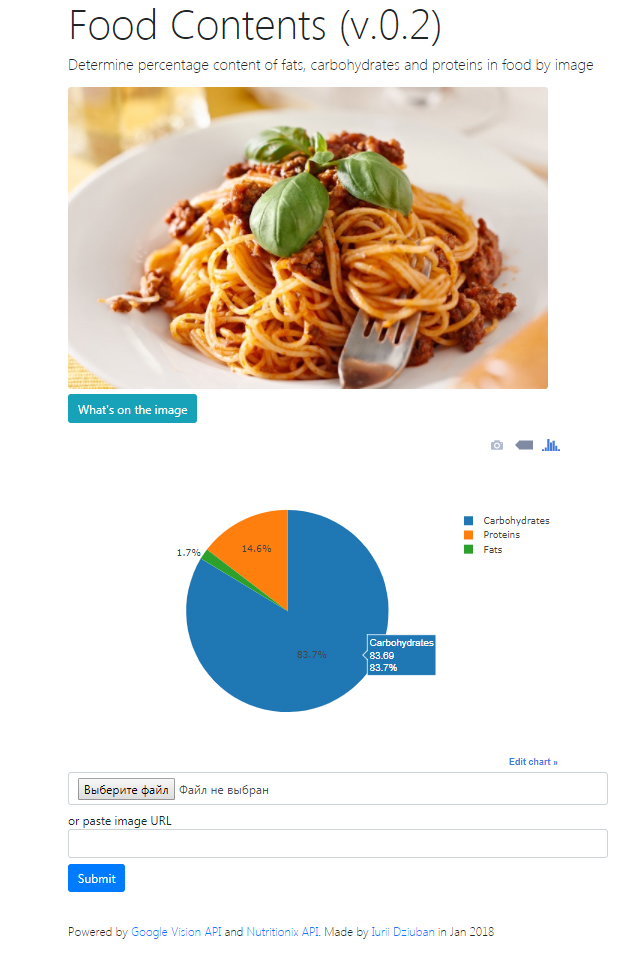 Food Contents (v.0.2)
Determine percentage content of fats, carbohydrates and proteins in food by image
What's on the image
Carbohydrates
Proteins
Fats
14.6%
1.7%
83.7%
Carbohydrates
83.69
83.7%
Edit chart »
Выберите файл Файл не выбран
or paste image URL
Submit
Powered by Google Vision API and Nutritionix API. Made by Iurii Dziuban in Jan 2018